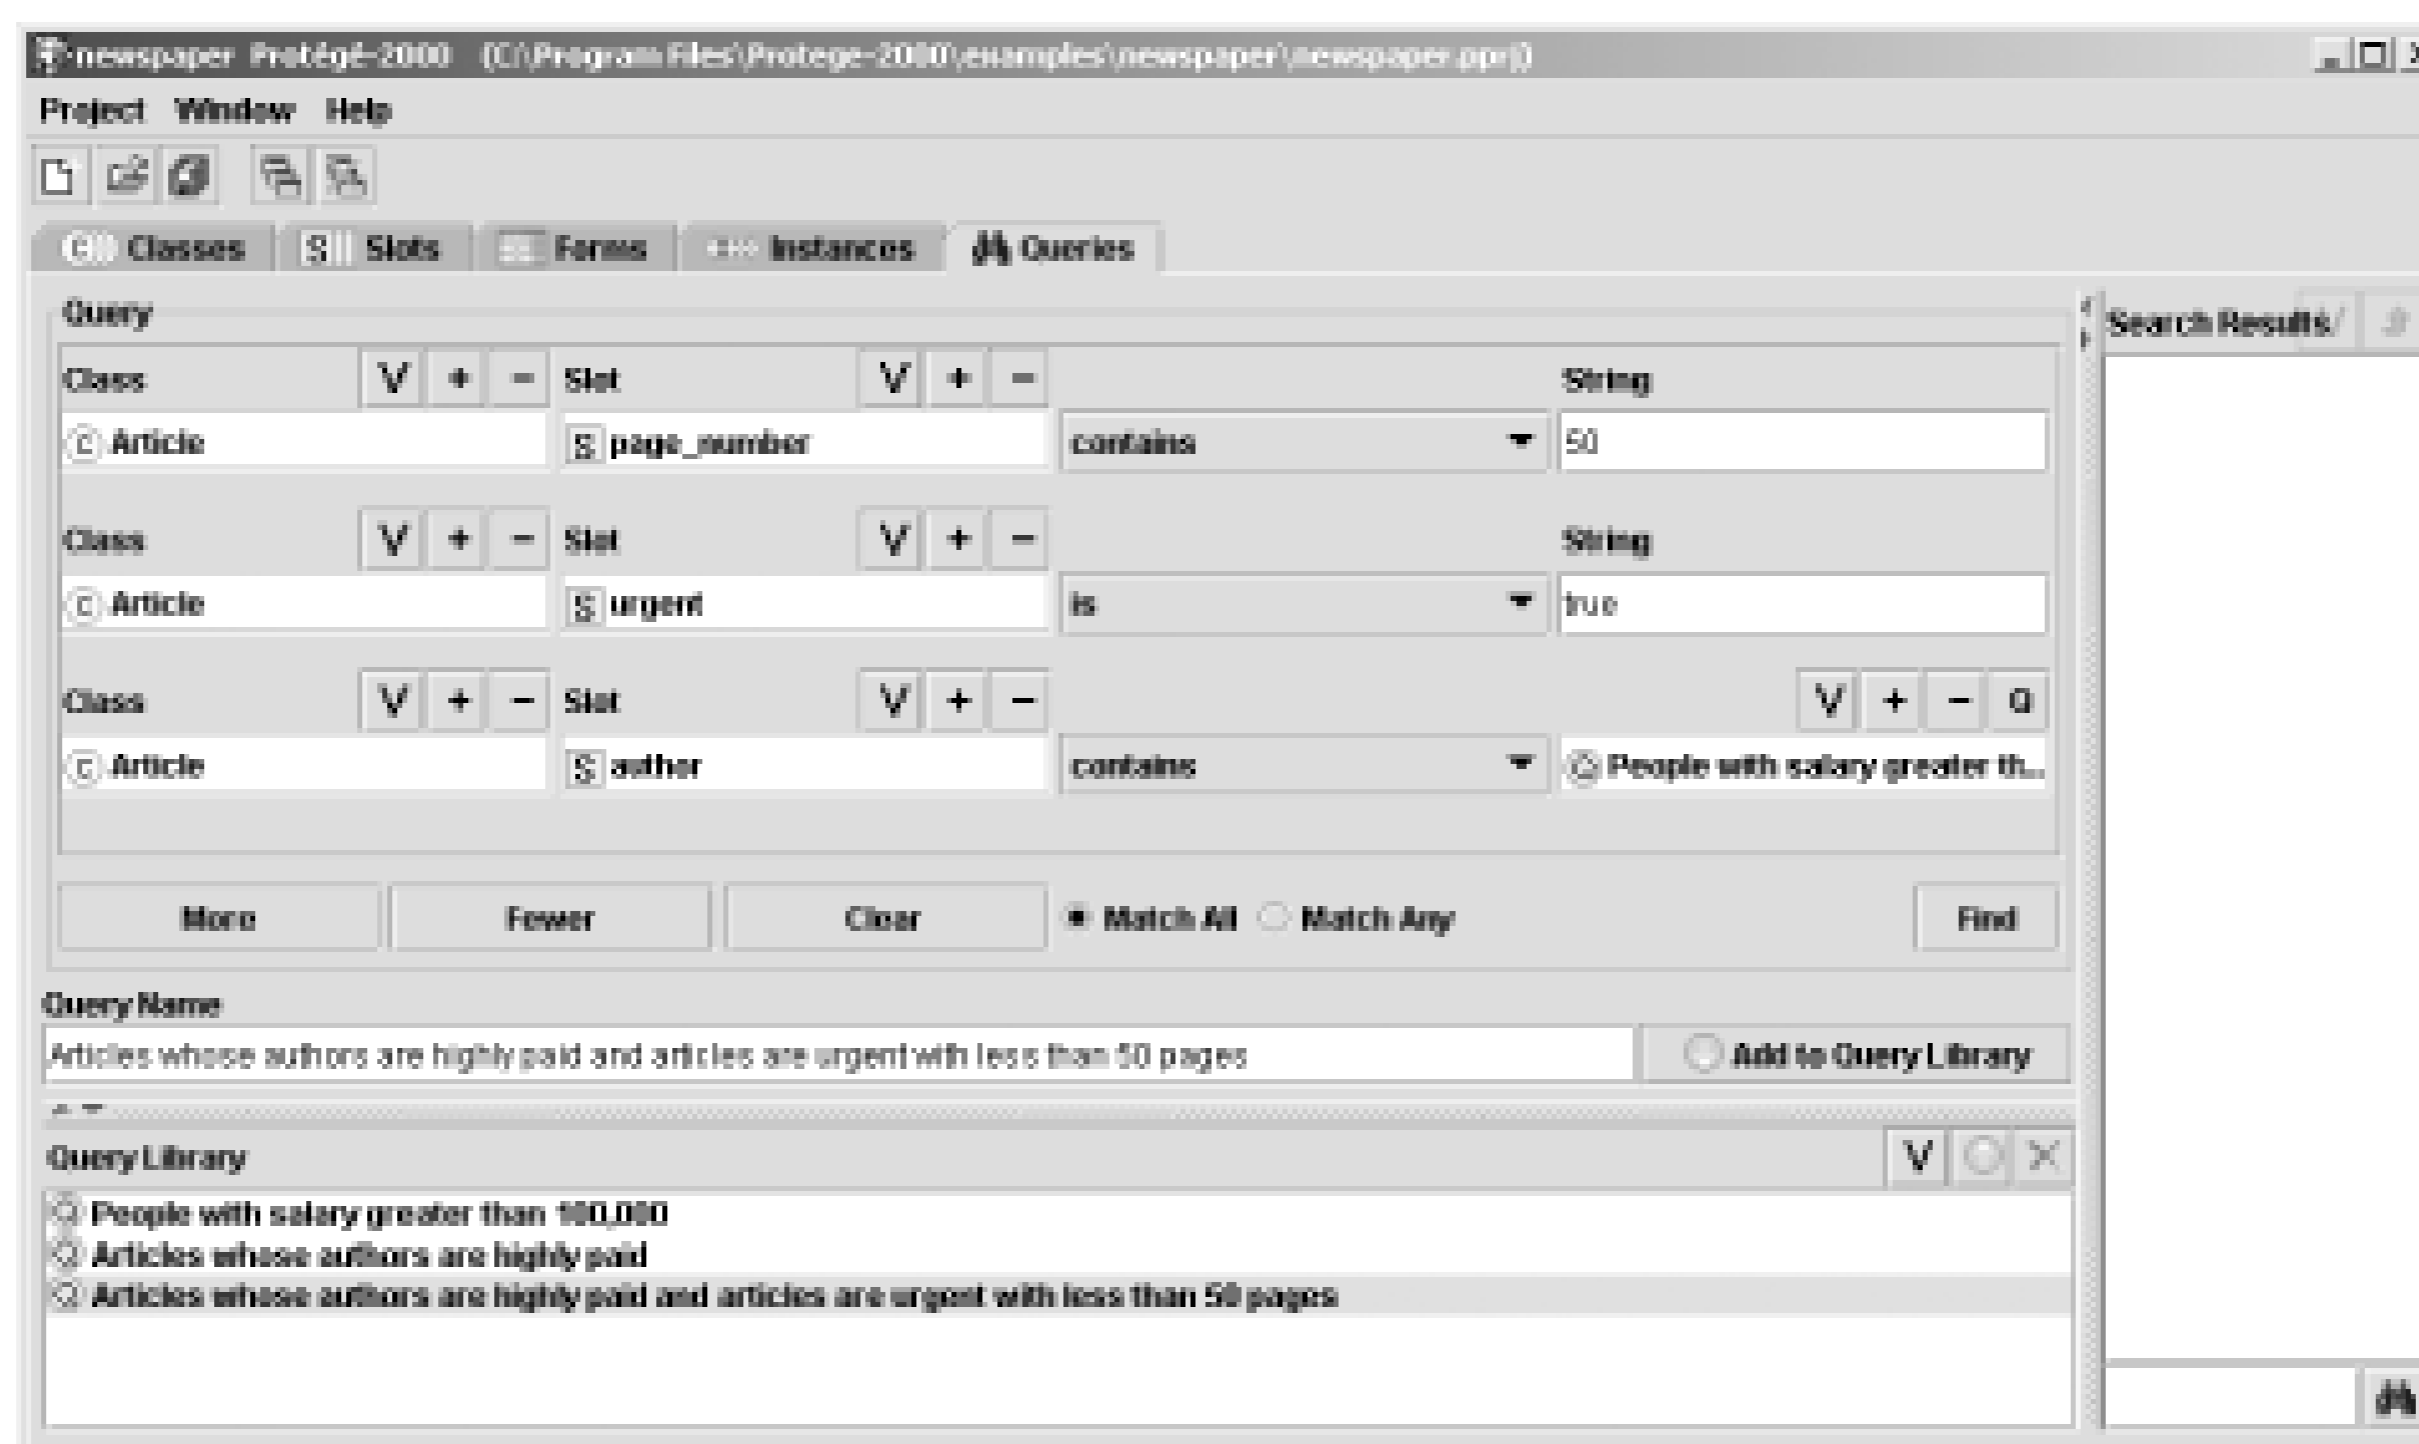 newspaper Protégé-2000 (C:\Program Files\Protege-2000\examples\newspaper\newspaper.pprj)
Project Window Help
Classes Slots Forms Instances Queries
Query
Search Results
Class V + - Slot V + - String
Article page_number contains 50
Class V + - Slot V + - String
Article urgent is true
Class V + - Slot V + - V + - Q
Article author contains People with salary greater th...
More Fewer Clear Match All Match Any Find
Query Name
Articles whose authors are highly paid and articles are urgent with less than 50 pages Add to Query Library
Query Library V
People with salary greater than 100,000
Articles whose authors are highly paid
Articles whose authors are highly paid and articles are urgent with less than 50 pages